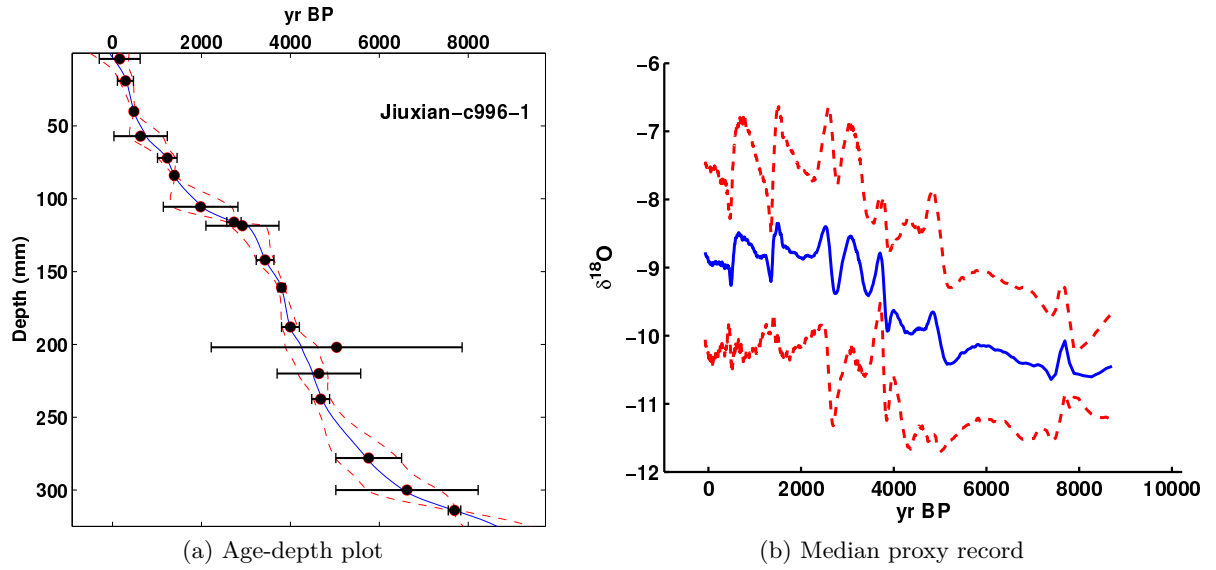 yr BP
0 2000 4000 6000 8000
Jiuxian−c996−1
50
100
150
200
250
300
Depth (mm)
(a) Age-depth plot
−6
−7
−8
−9
−10
−11
−12
δ18O
0 2000 4000 6000 8000 10000
yr BP
(b) Median proxy record